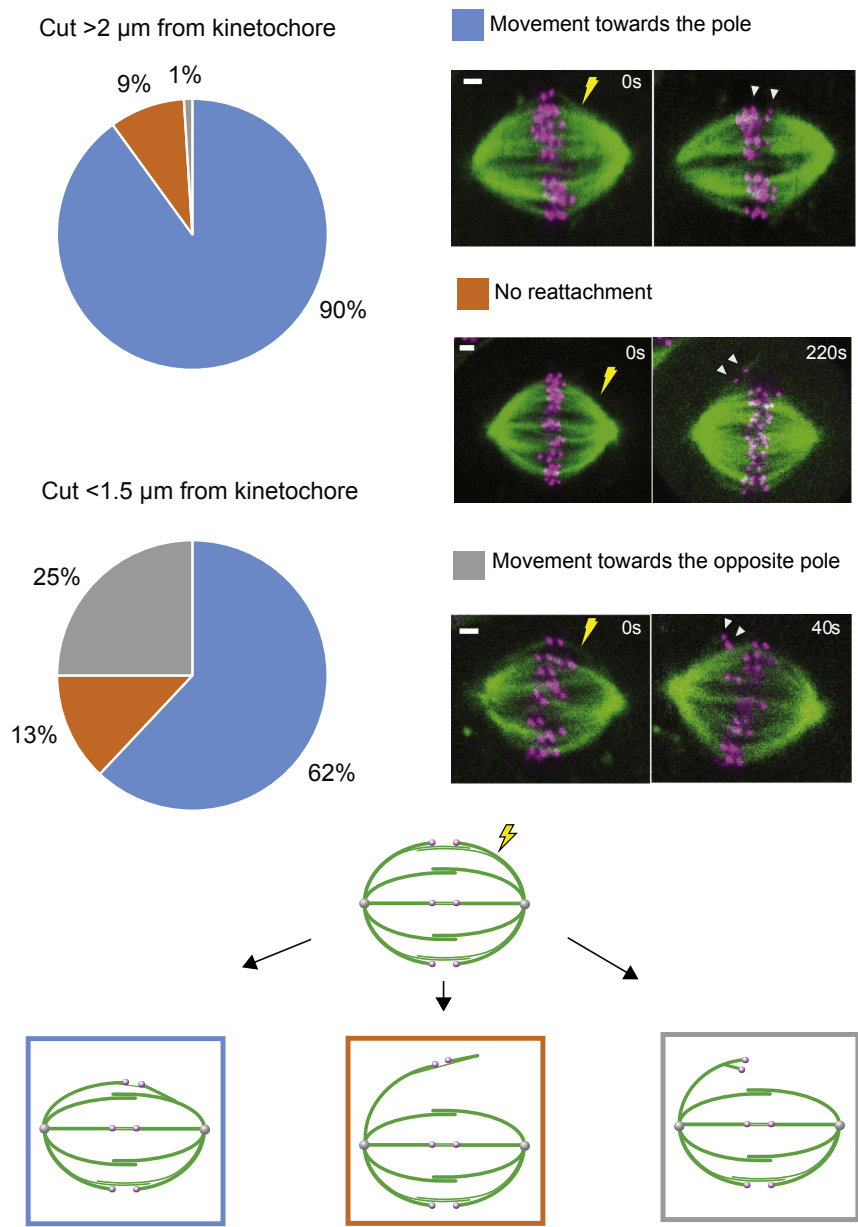 Cut >2 μm from kinetochore
9%
1%
90%
Movement towards the pole
0s
No reattachment
0s
220s
Cut <1.5 μm from kinetochore
25%
13%
62%
Movement towards the opposite pole
0s
40s